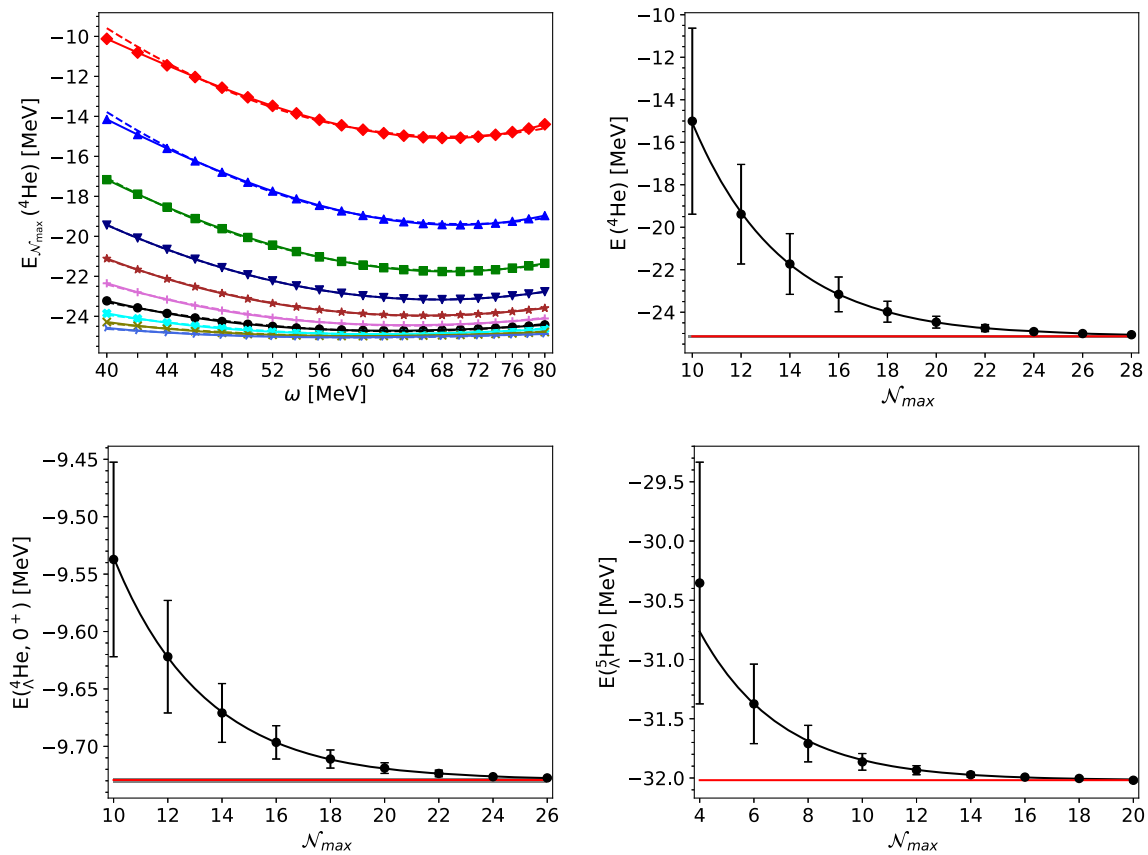 −10
−12
−14
−16
−18
−20
−22
−24
E𝒩max (⁴He) [MeV]
40 44 48 52 56 60 64 68 72 76 80
ω [MeV]
−10
−12
−14
−16
−18
−20
−22
−24
E (⁴He) [MeV]
10 12 14 16 18 20 22 24 26 28
𝒩max
−9.45
−9.50
−9.55
−9.60
−9.65
−9.70
E(⁴ΛHe, 0⁺) [MeV]
10 12 14 16 18 20 22 24 26
𝒩max
−29.5
−30.0
−30.5
−31.0
−31.5
−32.0
E(⁵ΛHe) [MeV]
4 6 8 10 12 14 16 18 20
𝒩max